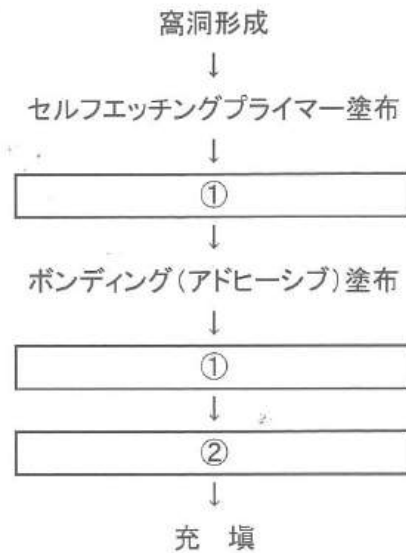 窩洞形成
↓
セルフエッチングプライマー塗布
↓
①
↓
ボンディング（アドヒーシブ）塗布
↓
①
↓
②
↓
充　塡